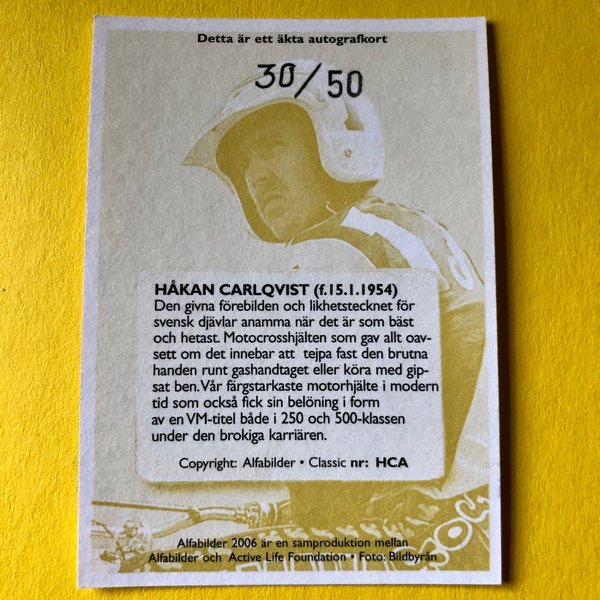 Detta är ett äkta autografkort
30/50
HÅKAN CARLQVIST (f.15.1.1954)
Den givna förebilden och likhetstecknet för
svensk djävlar anamma när det är som bäst
och hetast. Motocrosshjälten som gav allt oav-
sett om det innebar att tejpa fast den brutna
handen runt gashandtaget eller köra med gip-
sat ben. Vår färgstarkaste motorhjälte i modern
tid som också fick sin belöning i form
av en VM-titel både i 250 och 500-klassen
under den brokiga karriären.
Copyright: Alfabilder • Classic nr: HCA
Alfabilder 2006 är en samproduktion mellan
Alfabilder och Active Life Foundation • Foto: Bildbyrån